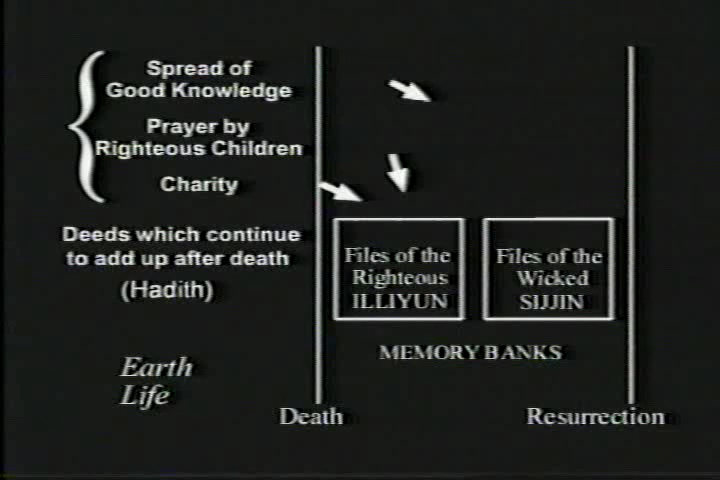 Spread of
Good Knowledge
Prayer by
Righteous Children
Charity
Deeds which continue
to add up after death
(Hadith)
Earth
Life
Files of the
Righteous
ILLIYUN
Files of the
Wicked
SIJJIN
MEMORY BANKS
Death
Resurrection